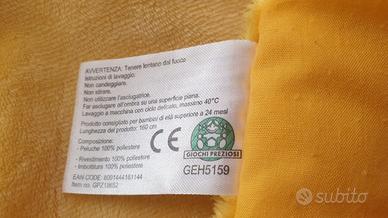 AVVERTENZA: Tenere lontano dal fuoco
Istruzioni di lavaggio:
Non candeggiare.
Non stirare.
Non utilizzare l'asciugatrice.
Far asciugare all'ombra su una superficie piana.
Lavaggio a macchina con ciclo delicato, massimo 40°C
Prodotto consigliato per bambini di età superiore a 24 mesi
Lunghezza del prodotto: 160 cm
Composizione:
- Peluche 100% poliestere
- Rivestimento 100% poliestere
- Imbottitura 100% poliestere
EAN CODE: 8001444161144
Item no: GPZ18652
CE
GIOCHI PREZIOSI
GEH5159
subito